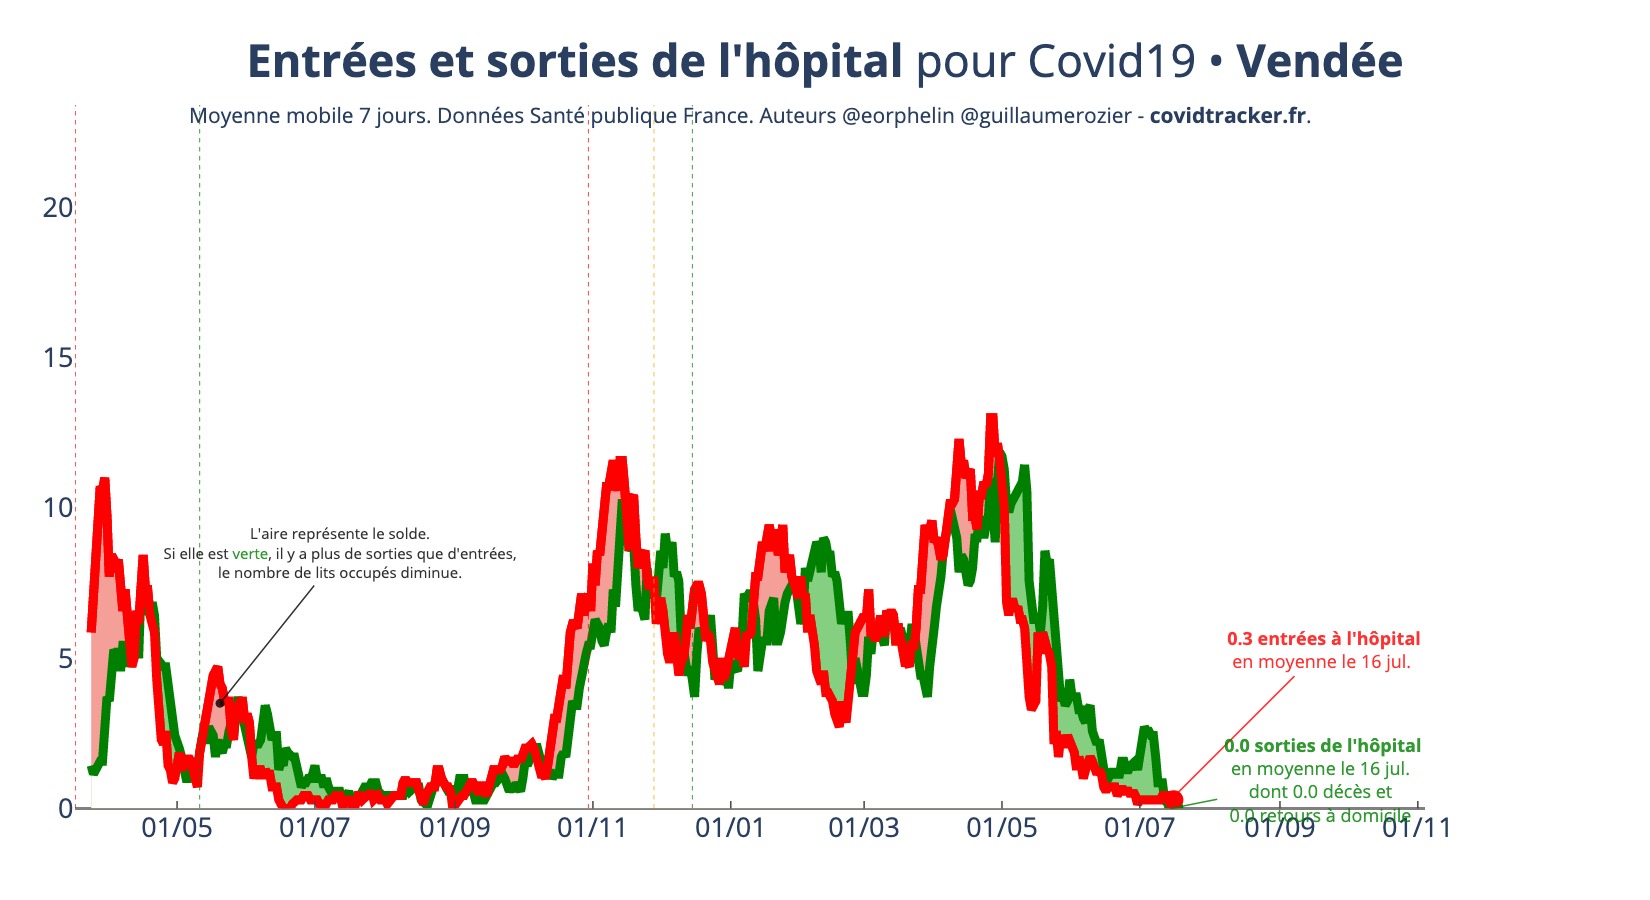 Entrées et sorties de l'hôpital pour Covid19 • Vendée
Moyenne mobile 7 jours. Données Santé publique France. Auteurs @eorphelin @guillaumerozier - covidtracker.fr.
20
15
10
5
0
L'aire représente le solde.
Si elle est verte, il y a plus de sorties que d'entrées,
le nombre de lits occupés diminue.
0.3 entrées à l'hôpital
en moyenne le 16 jul.
0.0 sorties de l'hôpital
en moyenne le 16 jul.
dont 0.0 décès et
0.0 retours à domicile
01/05 01/07 01/09 01/11 01/01 01/03 01/05 01/07 01/09 01/11